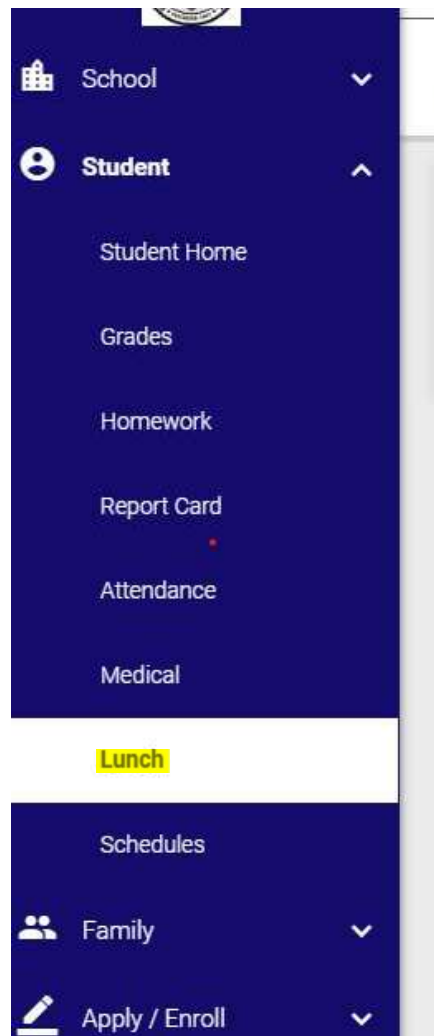 School
Student
Student Home
Grades
Homework
Report Card
Attendance
Medical
Lunch
Schedules
Family
Apply / Enroll